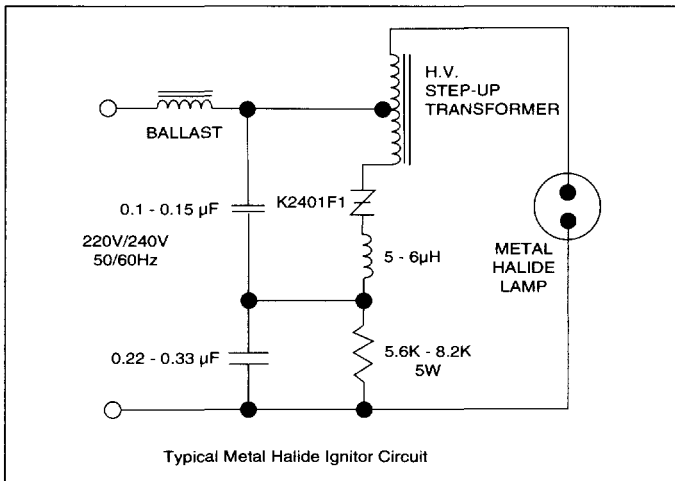 H.V.
STEP-UP
TRANSFORMER
BALLAST
K2401F1
0.1 - 0.15 µF
220V/240V
50/60Hz
5 - 6µH
METAL
HALIDE
LAMP
0.22 - 0.33 µF
5.6K - 8.2K
5W
Typical Metal Halide Ignitor Circuit